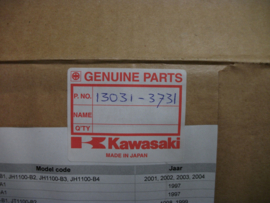 GENUINE PARTS
P. NO. 13031-3731
NAME
Q'TY
Kawasaki
MADE IN JAPAN
Model code Jaar
JH1100-B2, JH1100-B3, JH1100-B4 2001, 2002, 2003, 2004
1997
1997